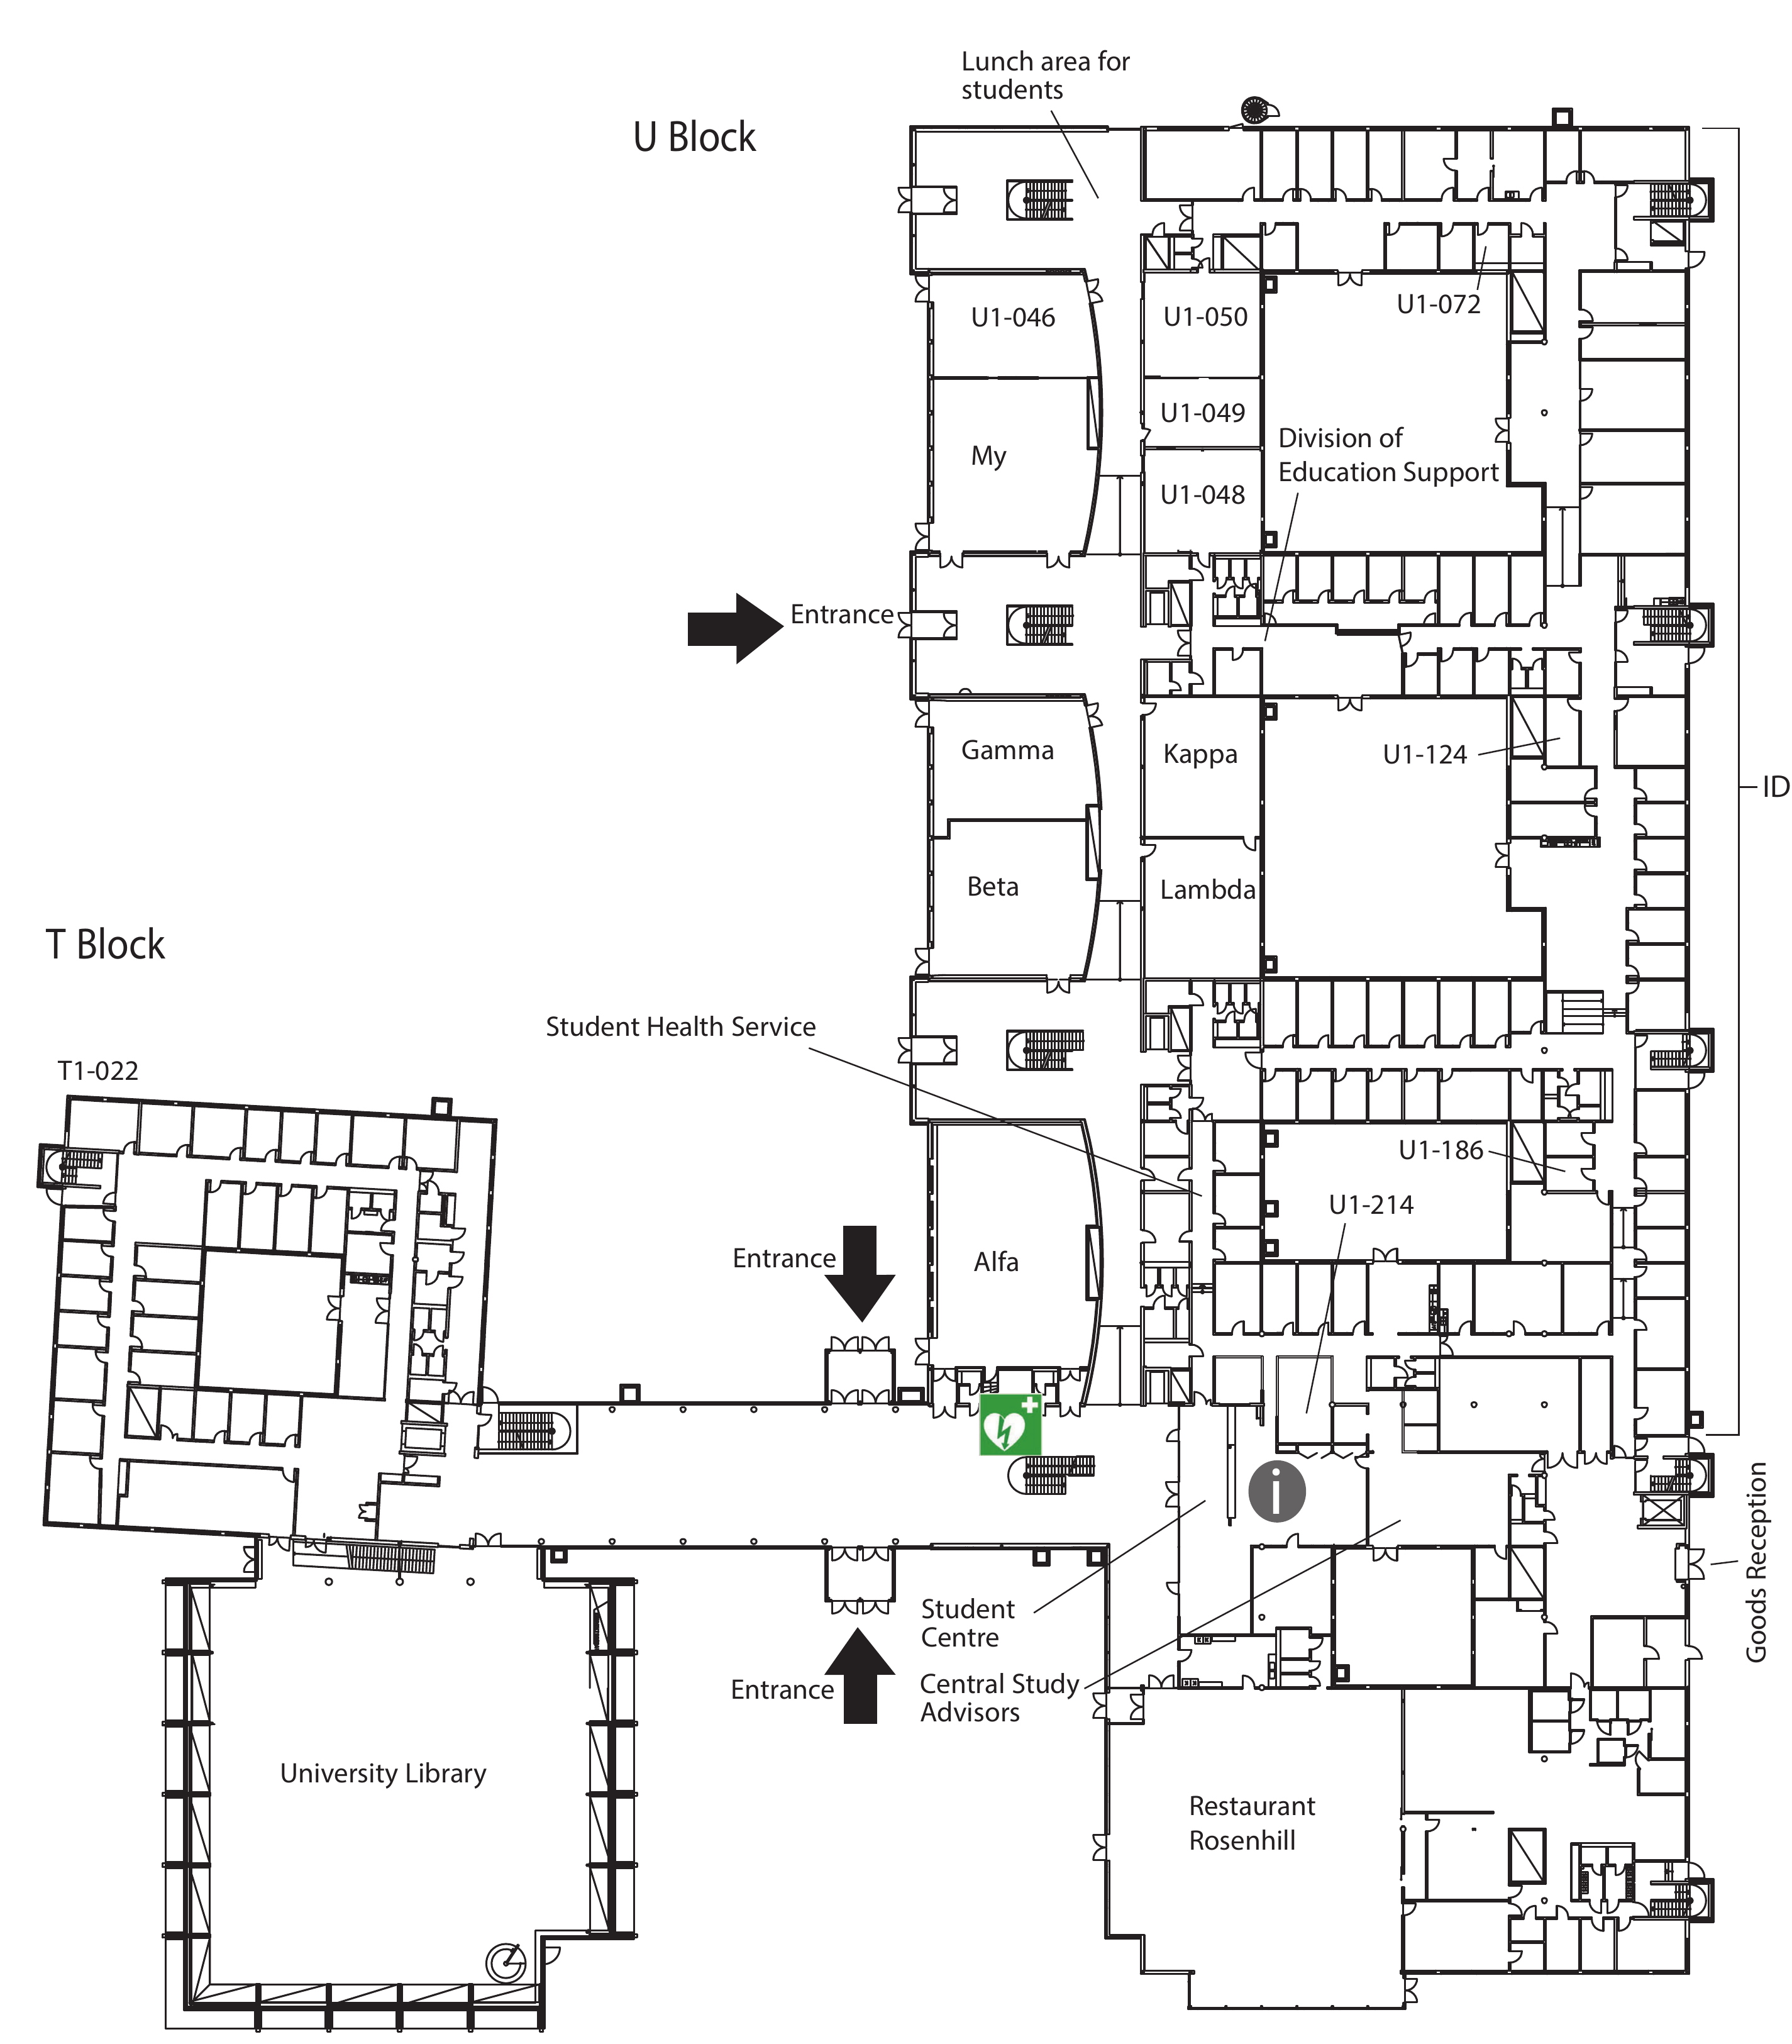 Lunch area for
students
U Block
U1-046
U1-050
U1-072
U1-049
My
Division of
Education Support
U1-048
Entrance
Gamma
Kappa
U1-124
ID
Beta
Lambda
T Block
Student Health Service
T1-022
U1-186
U1-214
Entrance
Alfa
i
Goods Reception
Student
Centre
Central Study
Advisors
Entrance
University Library
Restaurant
Rosenhill